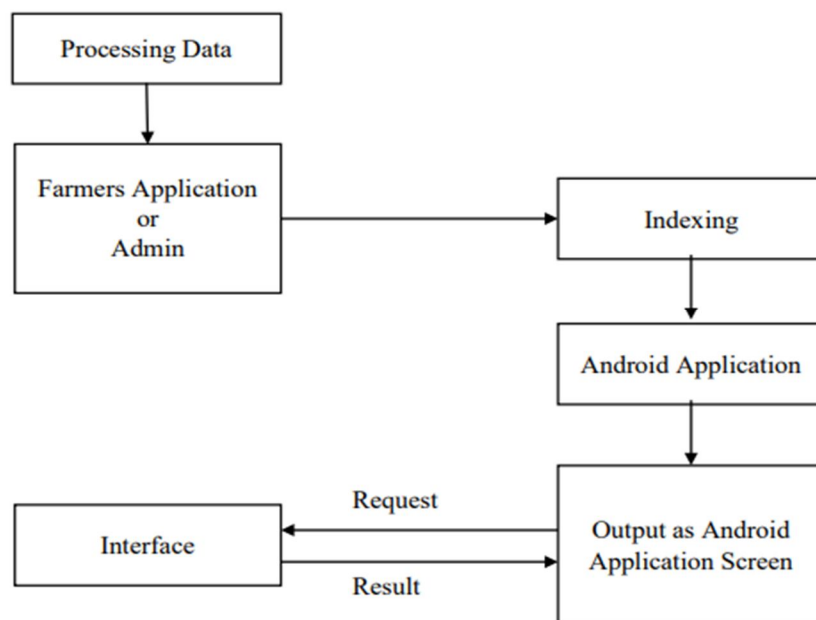 Processing Data
Farmers Application
or
Admin
Indexing
Android Application
Request
Interface
Output as Android
Application Screen
Result